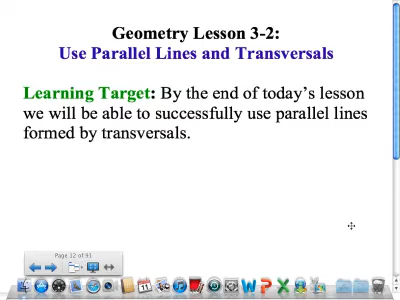 Geometry Lesson 3-2:
Use Parallel Lines and Transversals
Learning Target: By the end of today's lesson
we will be able to successfully use parallel lines
formed by transversals.
Page 12 of 93